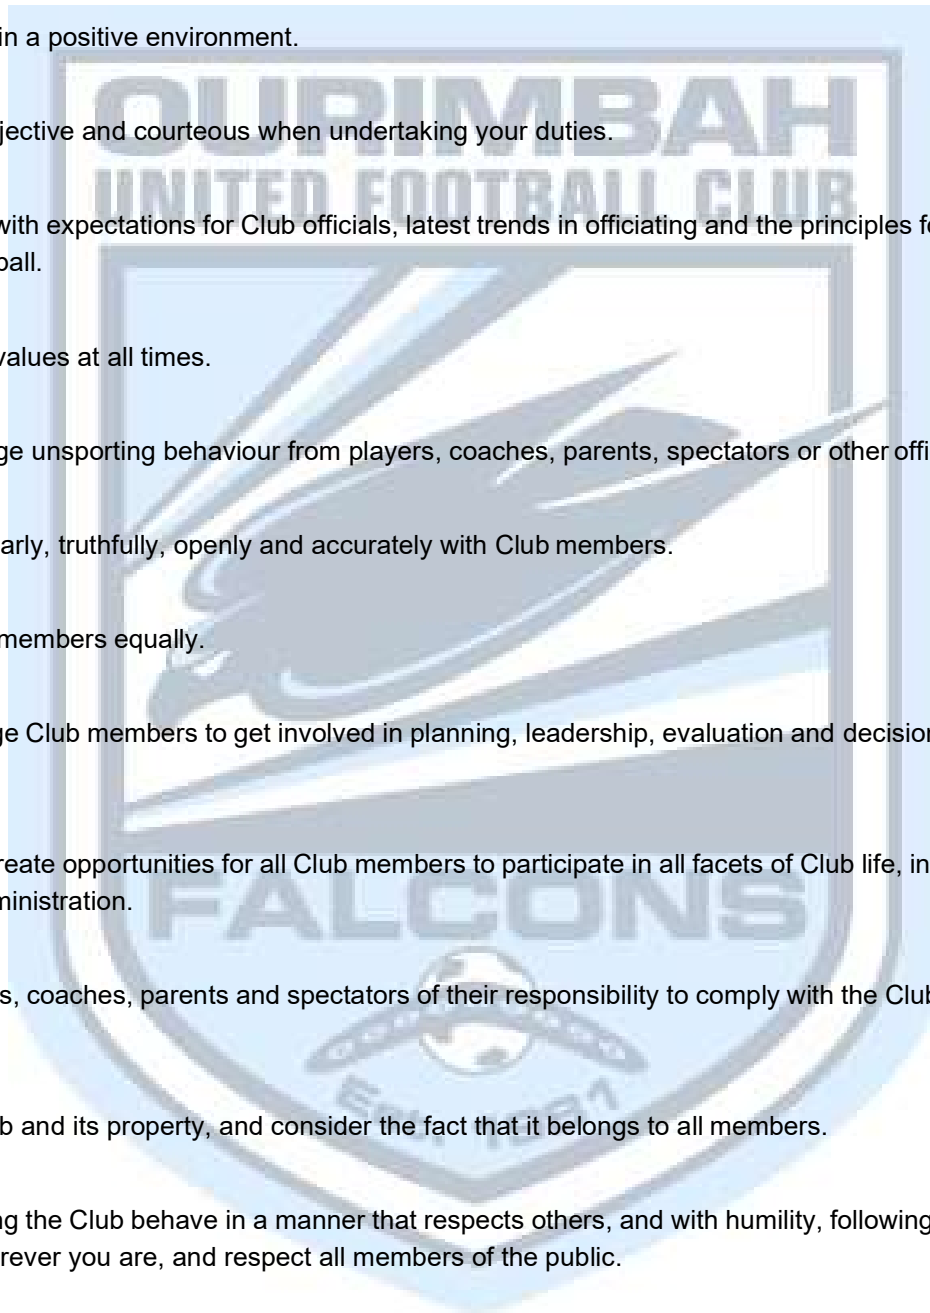 in a positive environment.
OURIMBAH
jective and courteous when undertaking your duties.
UNITED FOOTBALL CLUB
with expectations for Club officials, latest trends in officiating and the principles fo
ball.
values at all times.
ge unsporting behaviour from players, coaches, parents, spectators or other offi
arly, truthfully, openly and accurately with Club members.
members equally.
ge Club members to get involved in planning, leadership, evaluation and decision
reate opportunities for all Club members to participate in all facets of Club life, in
ministration.
FALCONS
s, coaches, parents and spectators of their responsibility to comply with the Club
Est.
b and its property, and consider the fact that it belongs to all members.
ng the Club behave in a manner that respects others, and with humility, following
rever you are, and respect all members of the public.